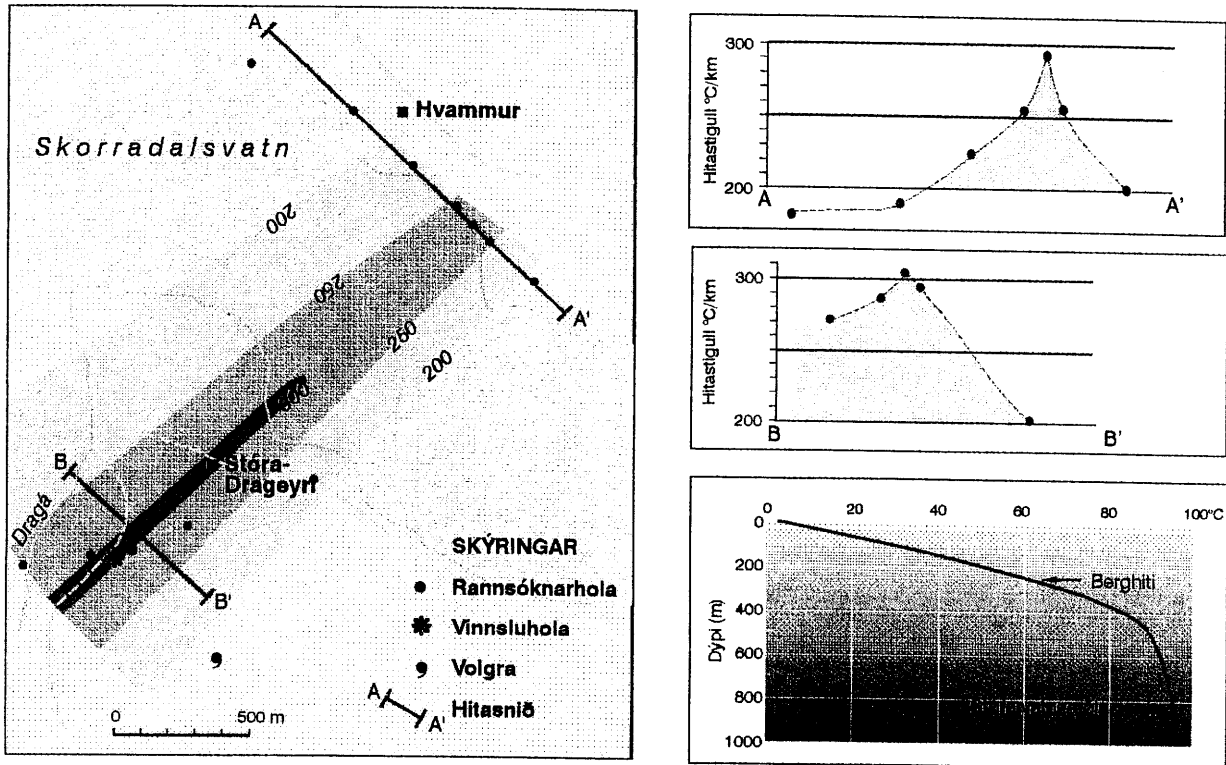 A
Hvammur
Skorradalsvatn
200
250
A'
250
200
300
Stóra-
Drageyri
B
Dragá
B'
SKÝRINGAR
Rannsóknarhola
Vinnsluhola
Volgra
A
A'
Hitasnið
0 500 m
Hitastigull °C/km
300
200
A
A'
Hitastigull °C/km
300
200
B
B'
0 20 40 60 80 100°C
0
200
400
600
800
1000
Dýpi (m)
Berghiti